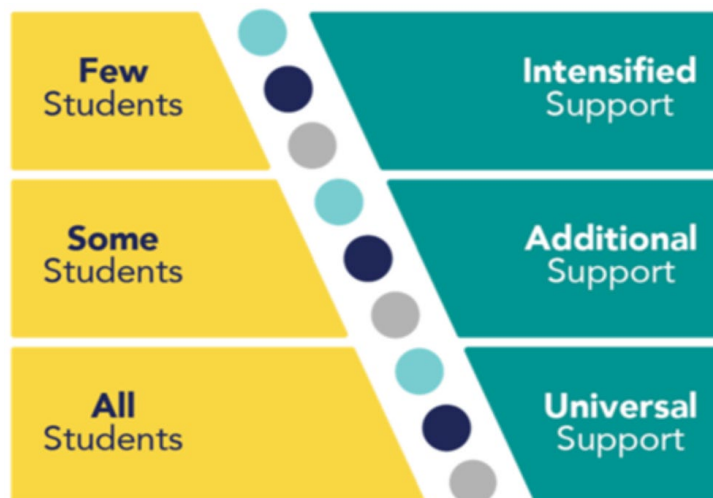 Few
Students
Intensified
Support
Some
Students
Additional
Support
All
Students
Universal
Support